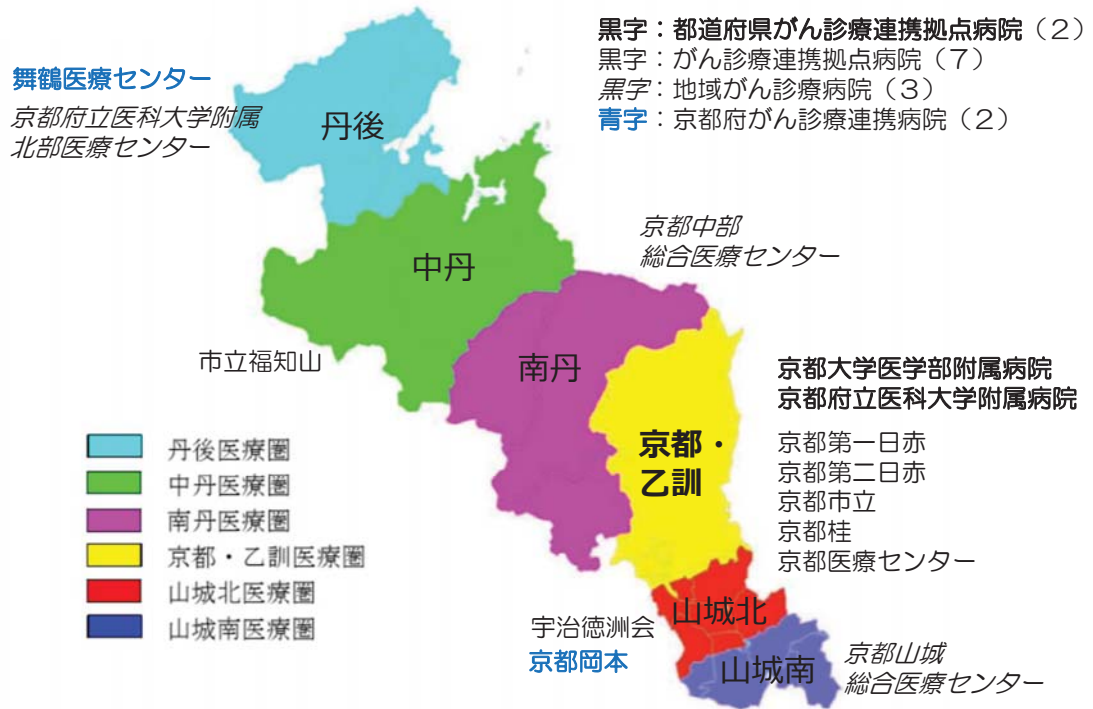 黒字：都道府県がん診療連携拠点病院（２）
黒字：がん診療連携拠点病院（７）
黒字：地域がん診療病院（３）
青字：京都府がん診療連携病院（２）
舞鶴医療センター
京都府立医科大学附属
北部医療センター
丹後
中丹
京都中部
総合医療センター
市立福知山
南丹
京都大学医学部附属病院
京都府立医科大学附属病院
京都・
乙訓
京都第一日赤
京都第二日赤
京都市立
京都桂
京都医療センター
丹後医療圏
中丹医療圏
南丹医療圏
京都・乙訓医療圏
山城北医療圏
山城南医療圏
山城北
宇治徳洲会
京都岡本
山城南
京都山城
総合医療センター